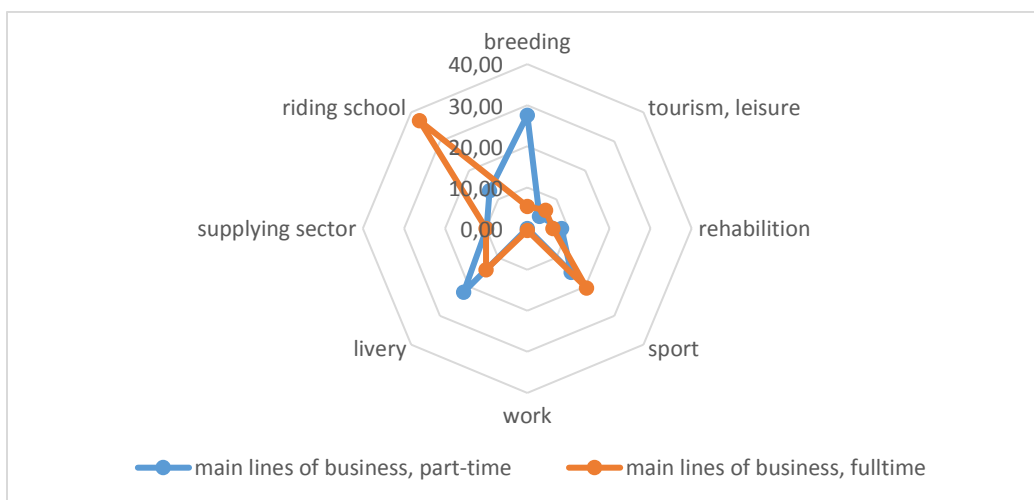 breeding
40,00
30,00
20,00
10,00
0,00
riding school
tourism, leisure
supplying sector
rehabilition
livery
sport
work
main lines of business, part-time
main lines of business, fulltime